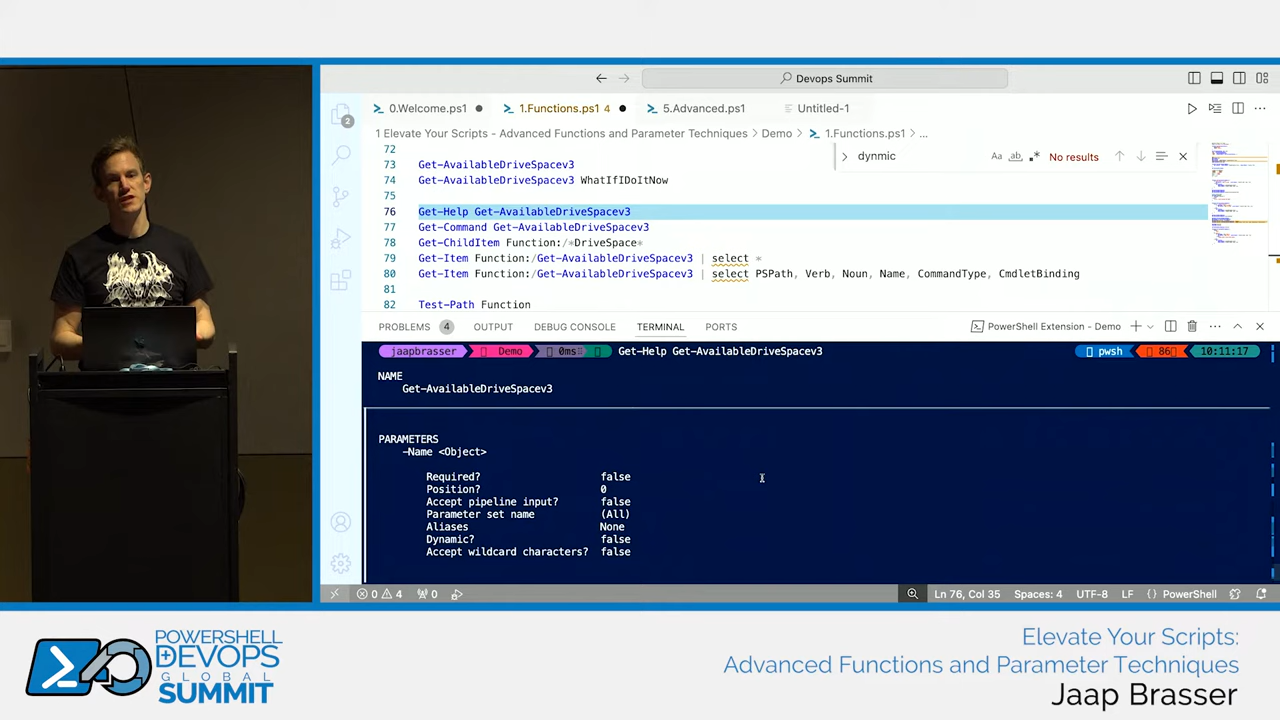 Devops Summit
0.Welcome.ps1
1.Functions.ps1 4
5.Advanced.ps1
Untitled-1
2
1 Elevate Your Scripts - Advanced Functions and Parameter Techniques > Demo > 1.Functions.ps1 > ...
dynmic
Aa ab .* No results
72
73 Get-AvailableDriveSpacev3
74 Get-AvailableDriveSpacev3 WhatIfIDoItNow
75
76 Get-Help Get-AvailableDriveSpacev3
77 Get-Command Get-AvailableDriveSpacev3
78 Get-ChildItem Function:/*DriveSpace*
79 Get-Item Function:/Get-AvailableDriveSpacev3 | select *
80 Get-Item Function:/Get-AvailableDriveSpacev3 | select PSPath, Verb, Noun, Name, CommandType, CmdletBinding
81
82 Test-Path Function
PROBLEMS 4 OUTPUT DEBUG CONSOLE TERMINAL PORTS
PowerShell Extension - Demo
jaapbrasser Demo 0ms Get-Help Get-AvailableDriveSpacev3 pwsh 86 10:11:17
NAME
Get-AvailableDriveSpacev3
PARAMETERS
-Name <Object>
Required? false
Position? 0
Accept pipeline input? false
Parameter set name (All)
Aliases None
Dynamic? false
Accept wildcard characters? false
0 4 0
Ln 76, Col 35 Spaces: 4 UTF-8 LF { } PowerShell
POWERSHELL
DEVOPS
GLOBAL
SUMMIT
Elevate Your Scripts:
Advanced Functions and Parameter Techniques
Jaap Brasser